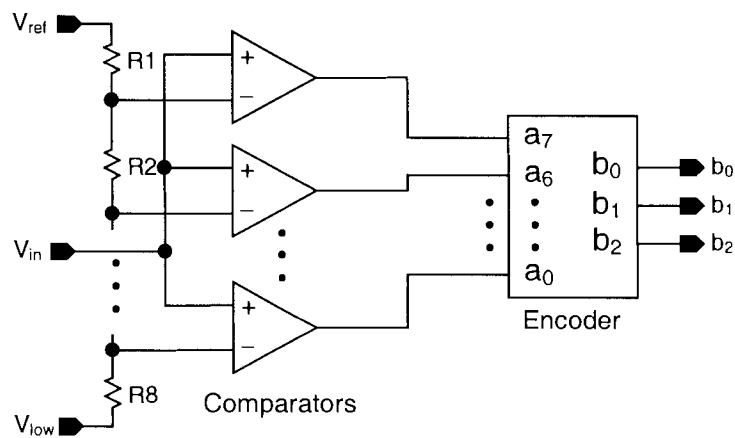 V_ref
R1
+
−
R2
+
−
V_in
+
−
R8
V_low
Comparators
a_7
a_6
a_0
b_0
b_1
b_2
Encoder
b_0
b_1
b_2